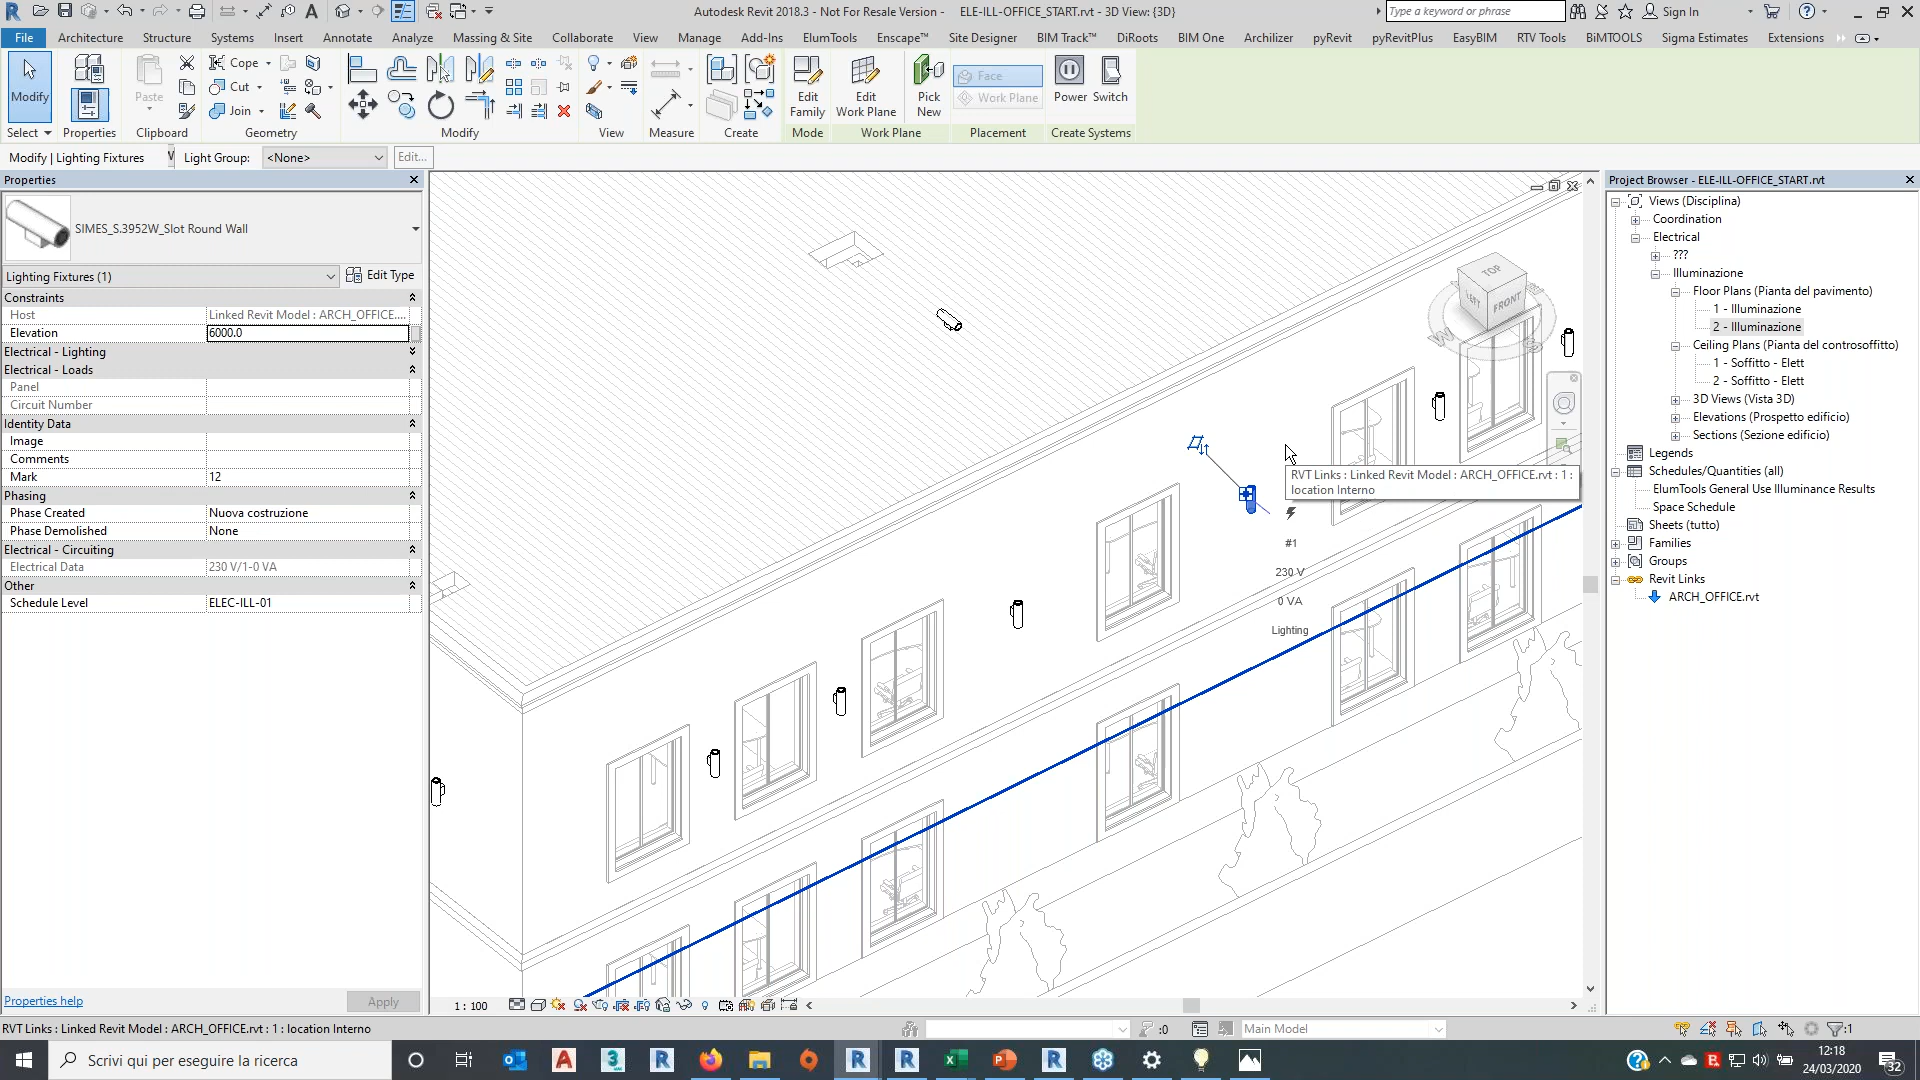 Autodesk Revit 2018.3 - Not For Resale Version - ELE-ILL-OFFICE_START.rvt - 3D View: {3D}
Type a keyword or phrase
Sign In
File Architecture Structure Systems Insert Annotate Analyze Massing & Site Collaborate View Manage Add-Ins ElumTools Enscape™ Site Designer BIM Track™ DiRoots BIM One Archilizer pyRevit pyRevitPlus EasyBIM RTV Tools BiMTOOLS Sigma Estimates Extensions
Modify
Paste
Cope
Cut
Join
Edit Family
Edit Work Plane
Pick New
Face
Work Plane
Power Switch
Select Properties Clipboard Geometry Modify View Measure Create Mode Work Plane Placement Create Systems
Modify | Lighting Fixtures
Light Group: <None> Edit...
Properties
SIMES_S.3952W_Slot Round Wall
Lighting Fixtures (1) Edit Type
Constraints
Host Linked Revit Model : ARCH_OFFICE....
Elevation 6000.0
Electrical - Lighting
Electrical - Loads
Panel
Circuit Number
Identity Data
Image
Comments
Mark 12
Phasing
Phase Created Nuova costruzione
Phase Demolished None
Electrical - Circuiting
Electrical Data 230 V/1-0 VA
Other
Schedule Level ELEC-ILL-01
Properties help Apply
TOP
LEFT
FRONT
W
S
RVT Links : Linked Revit Model : ARCH_OFFICE.rvt : 1 :
location Interno
#1
230 V
0 VA
Lighting
1 : 100
Project Browser - ELE-ILL-OFFICE_START.rvt
Views (Disciplina)
Coordination
Electrical
???
Illuminazione
Floor Plans (Pianta del pavimento)
1 - Illuminazione
2 - Illuminazione
Ceiling Plans (Pianta del controsoffitto)
1 - Soffitto - Elett
2 - Soffitto - Elett
3D Views (Vista 3D)
Elevations (Prospetto edificio)
Sections (Sezione edificio)
Legends
Schedules/Quantities (all)
ElumTools General Use Illuminance Results
Space Schedule
Sheets (tutto)
Families
Groups
Revit Links
ARCH_OFFICE.rvt
RVT Links : Linked Revit Model : ARCH_OFFICE.rvt : 1 : location Interno
:0
Main Model
:1
Scrivi qui per eseguire la ricerca
12:18
24/03/2020
32